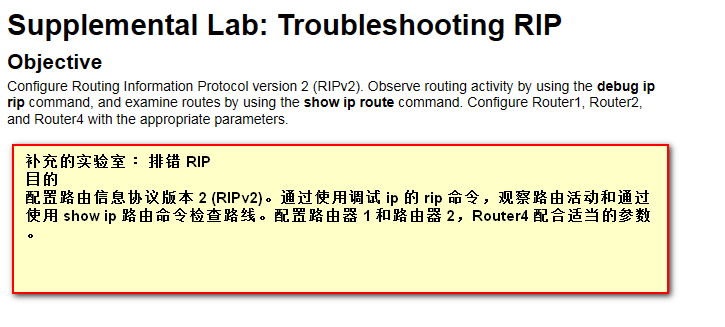 Supplemental Lab: Troubleshooting RIP
Objective
Configure Routing Information Protocol version 2 (RIPv2). Observe routing activity by using the debug ip
rip command, and examine routes by using the show ip route command. Configure Router1, Router2,
and Router4 with the appropriate parameters.
补充的实验室： 排错 RIP
目的
配置路由信息协议版本 2 (RIPv2)。通过使用调试 ip 的 rip 命令，观察路由活动和通过
使用 show ip 路由命令检查路线。配置路由器 1 和路由器 2，Router4 配合适当的参数
。